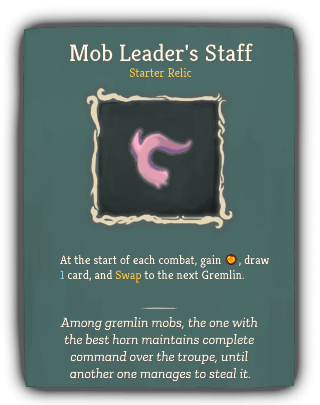 Mob Leader's Staff
Starter Relic
At the start of each combat, gain , draw
1 card, and Swap to the next Gremlin.
Among gremlin mobs, the one with
the best horn maintains complete
command over the troupe, until
another one manages to steal it.